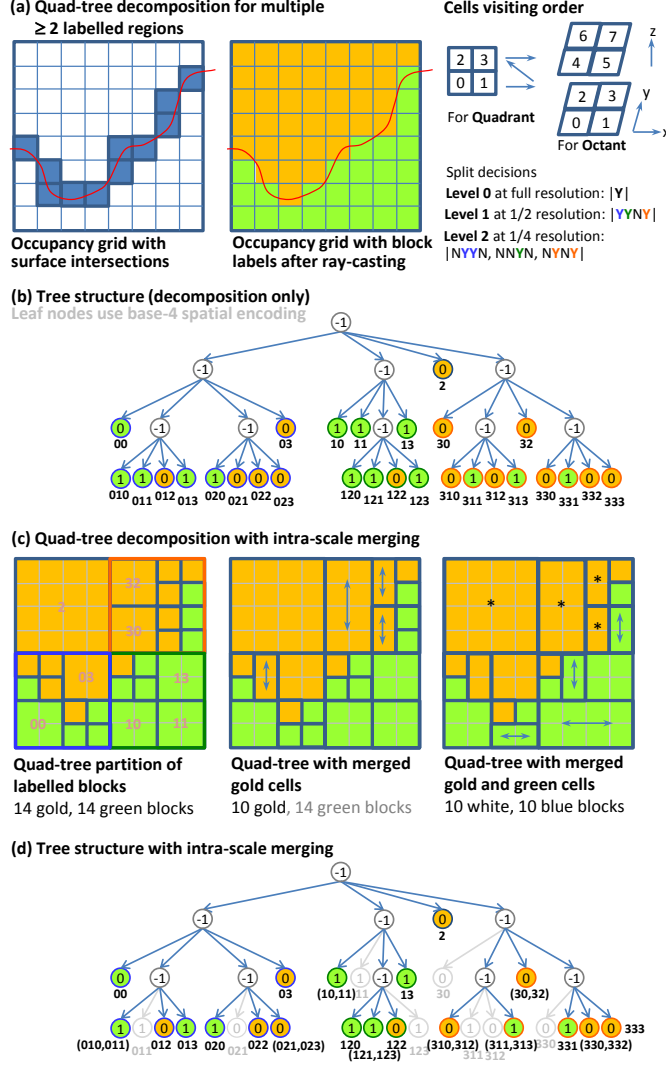 (a) Quad-tree decomposition for multiple
≥ 2 labelled regions
Cells visiting order
2 3
0 1
For Quadrant
6 7
4 5
2 3
0 1
For Octant
z
y
x
Occupancy grid with
surface intersections
Occupancy grid with block
labels after ray-casting
Split decisions
Level 0 at full resolution: |Y|
Level 1 at 1/2 resolution: |YYNY|
Level 2 at 1/4 resolution:
|NYYN, NNYN, NYNY|
(b) Tree structure (decomposition only)
Leaf nodes use base-4 spatial encoding
-1
-1 -1 0 -1
2
0 -1 -1 0 1 1 -1 1 0 -1 0 -1
00 03 10 11 13 30 32
1 1 0 1 1 0 0 0 1 1 0 1 0 1 0 1 0 1 0 0
010 011 012 013 020 021 022 023 120 121 122 123 310 311 312 313 330 331 332 333
(c) Quad-tree decomposition with intra-scale merging
2 32
30
03 13
00 10 11
* * *
*
Quad-tree partition of
labelled blocks
14 gold, 14 green blocks
Quad-tree with merged
gold cells
10 gold, 14 green blocks
Quad-tree with merged
gold and green cells
10 white, 10 blue blocks
(d) Tree structure with intra-scale merging
-1
-1 -1 0 -1
2
0 -1 -1 0 1 1 -1 1 0 -1 0 -1
00 03 (10,11) 11 13 30 (30,32)
1 1 0 1 1 0 0 0 1 1 0 1 0 1 0 1 0 1 0 0 333
(010,011) 011 012 013 020 021 022 (021,023) 120 (121,123) 122 123 (310,312) 311 312 (311,313) 330 331 (330,332)